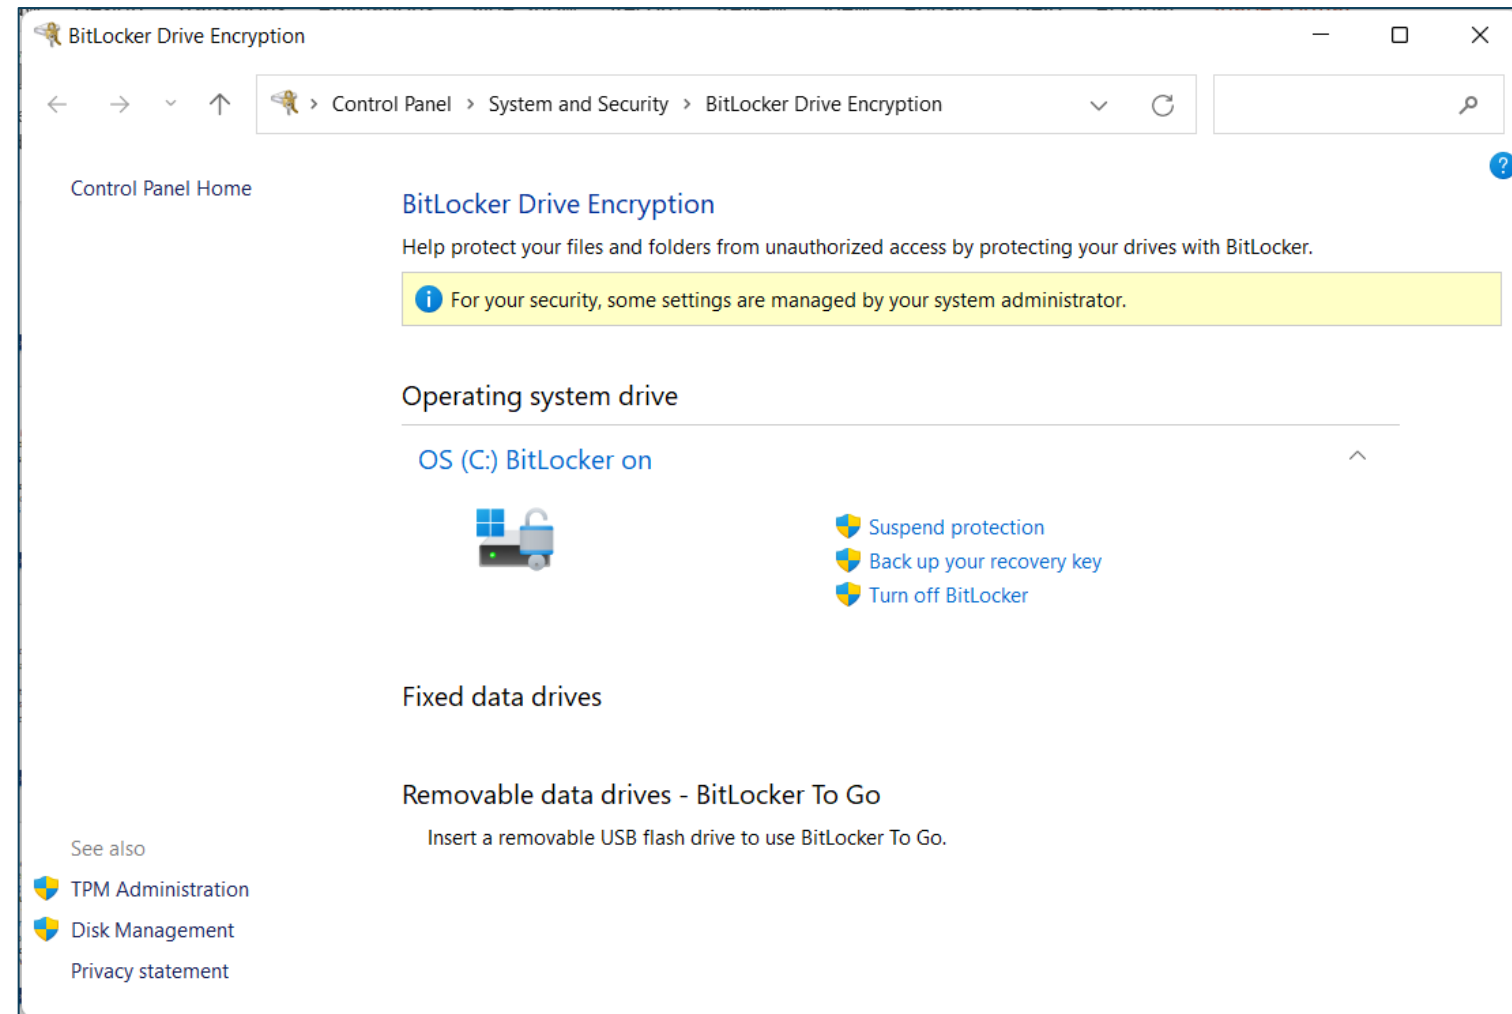 BitLocker Drive Encryption
Control Panel > System and Security > BitLocker Drive Encryption
?
Control Panel Home
BitLocker Drive Encryption
Help protect your files and folders from unauthorized access by protecting your drives with BitLocker.
For your security, some settings are managed by your system administrator.
Operating system drive
OS (C:) BitLocker on
Suspend protection
Back up your recovery key
Turn off BitLocker
Fixed data drives
Removable data drives - BitLocker To Go
Insert a removable USB flash drive to use BitLocker To Go.
See also
TPM Administration
Disk Management
Privacy statement